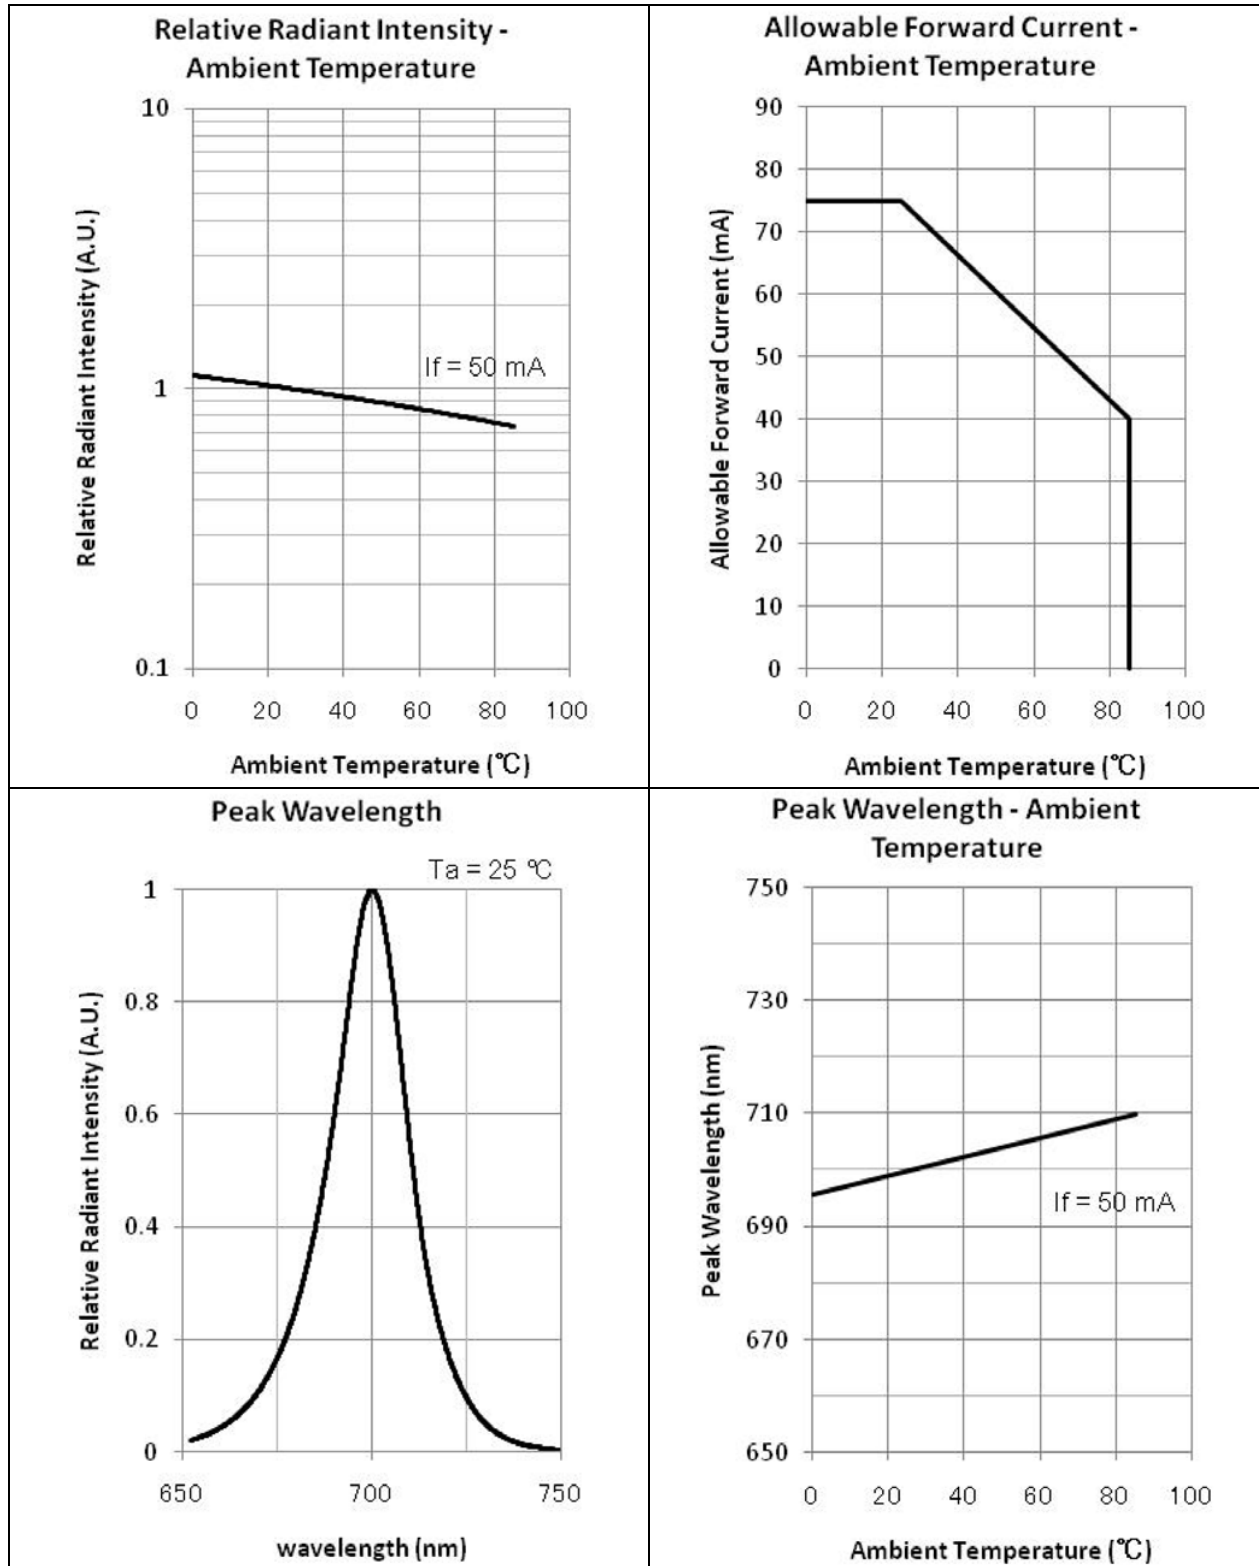 Relative Radiant Intensity -
Ambient Temperature
10
1
0.1
Relative Radiant Intensity (A.U.)
If = 50 mA
0 20 40 60 80 100
Ambient Temperature (℃)
Allowable Forward Current -
Ambient Temperature
90
80
70
60
50
40
30
20
10
0
Allowable Forward Current (mA)
0 20 40 60 80 100
Ambient Temperature (℃)
Peak Wavelength
Ta = 25 ℃
1
0.8
0.6
0.4
0.2
0
Relative Radiant Intensity (A.U.)
650 700 750
wavelength (nm)
Peak Wavelength - Ambient
Temperature
750
730
710
690
670
650
Peak Wavelength (nm)
If = 50 mA
0 20 40 60 80 100
Ambient Temperature (℃)